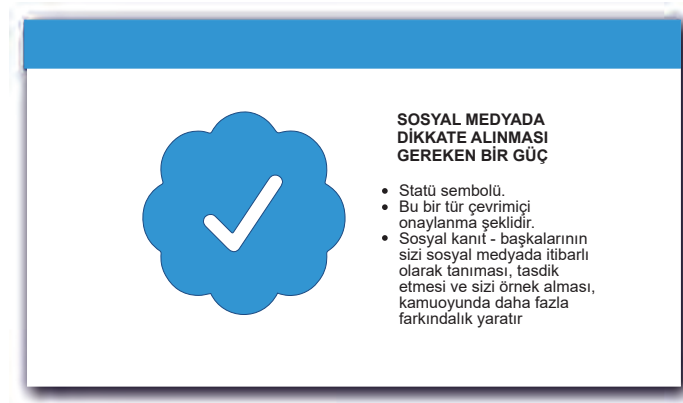 SOSYAL MEDYADA
DİKKATE ALINMASI
GEREKEN BİR GÜÇ
• Statü sembolü.
• Bu bir tür çevrimiçi
onaylanma şeklidir.
• Sosyal kanıt - başkalarının
sizi sosyal medyada itibarlı
olarak tanıması, tasdik
etmesi ve sizi örnek alması,
kamuoyunda daha fazla
farkındalık yaratır